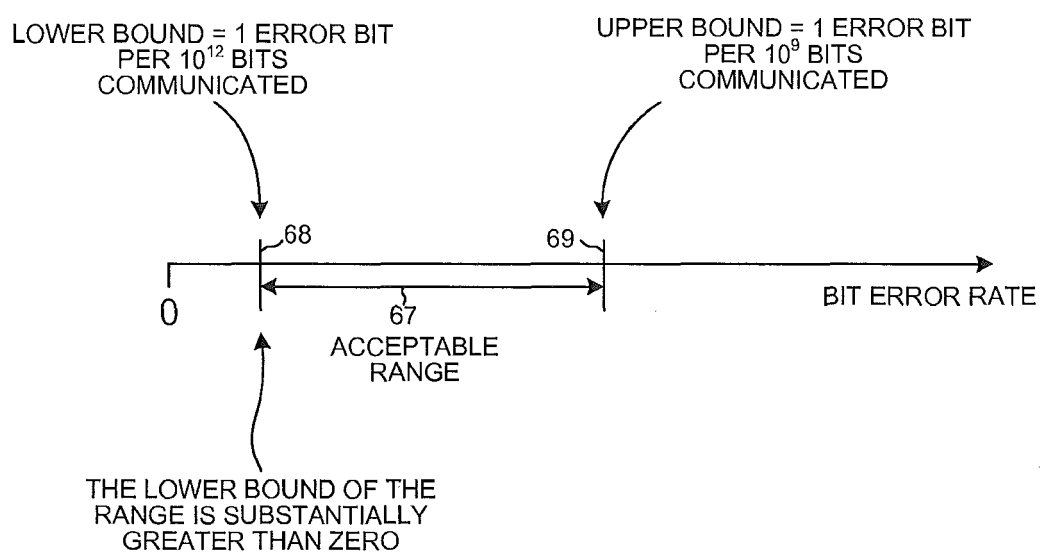 LOWER BOUND = 1 ERROR BIT
PER 10¹² BITS
COMMUNICATED
UPPER BOUND = 1 ERROR BIT
PER 10⁹ BITS
COMMUNICATED
68
69
0
67
BIT ERROR RATE
ACCEPTABLE
RANGE
THE LOWER BOUND OF THE
RANGE IS SUBSTANTIALLY
GREATER THAN ZERO